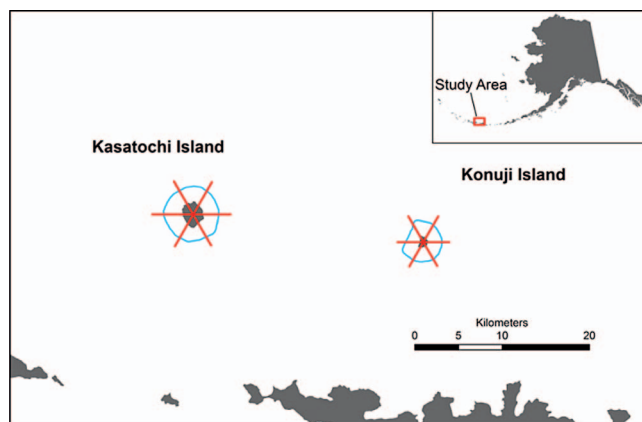 Study Area
Kasatochi Island
Konuji Island
Kilometers
0 5 10 20